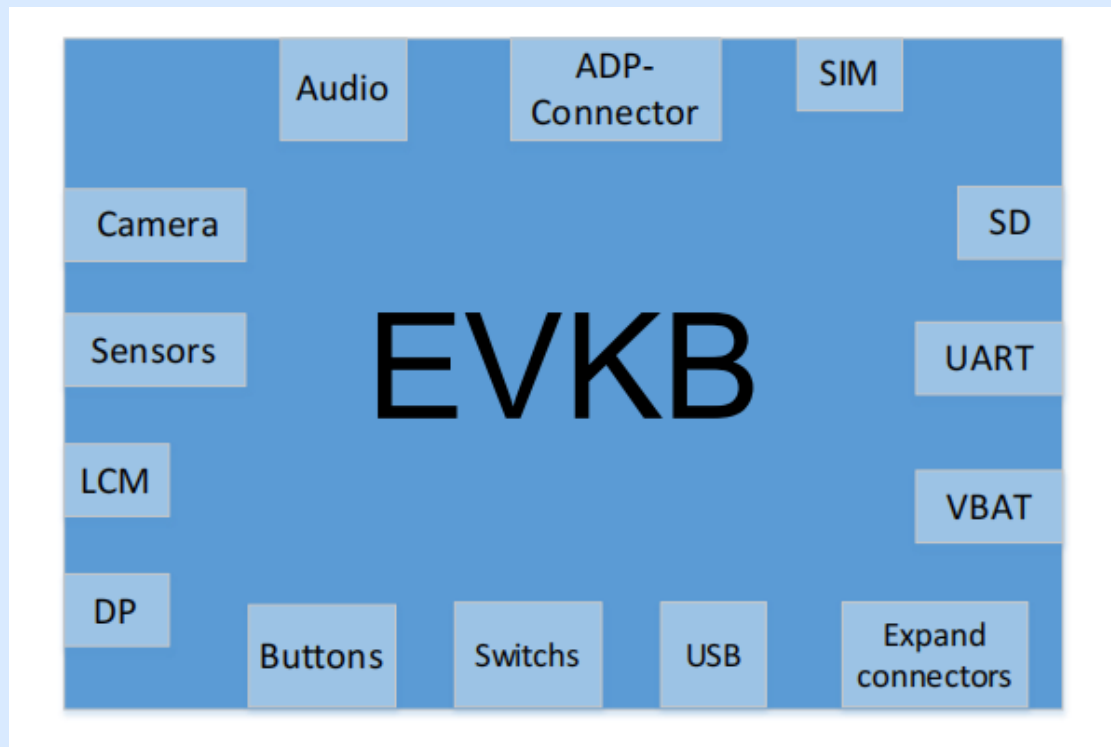 Audio
ADP-
Connector
SIM
Camera
SD
Sensors
EVKB
UART
LCM
VBAT
DP
Buttons
Switchs
USB
Expand
connectors